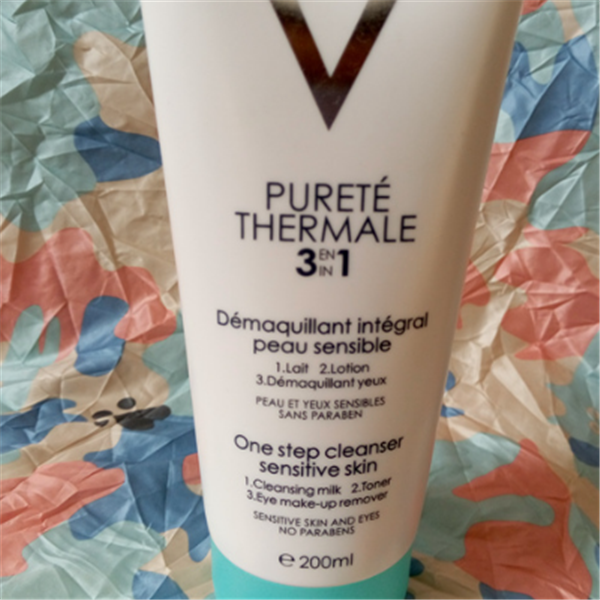 V
PURETÉ
THERMALE
3 EN IN 1
Démaquillant intégral
peau sensible
1.Lait 2.Lotion
3.Démaquillant yeux
PEAU ET YEUX SENSIBLES
SANS PARABEN
One step cleanser
sensitive skin
1.Cleansing milk 2.Toner
3.Eye make-up remover
SENSITIVE SKIN AND EYES
NO PARABENS
e 200ml